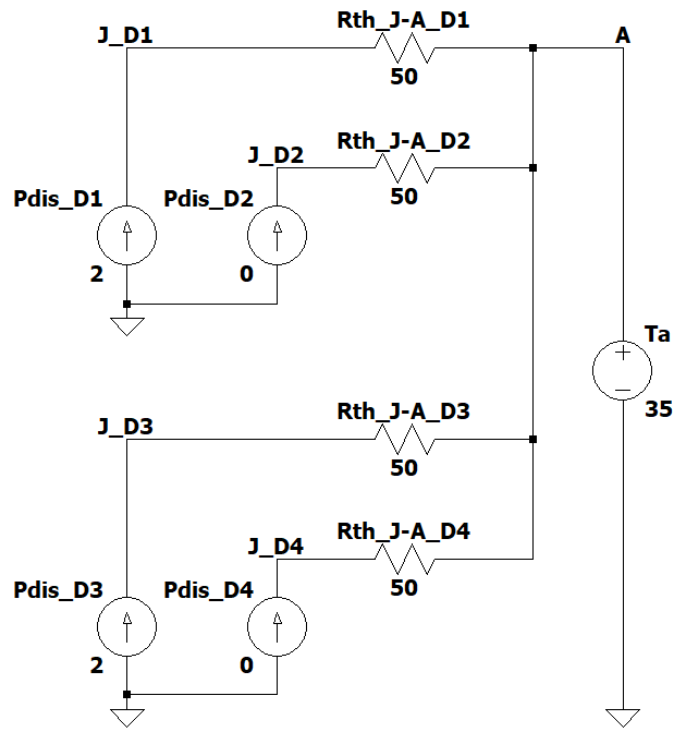 Rth_J-A_D1
J_D1
A
50
Rth_J-A_D2
J_D2
50
Pdis_D1
Pdis_D2
2
0
Ta
+
−
35
Rth_J-A_D3
J_D3
50
Rth_J-A_D4
J_D4
50
Pdis_D3
Pdis_D4
2
0